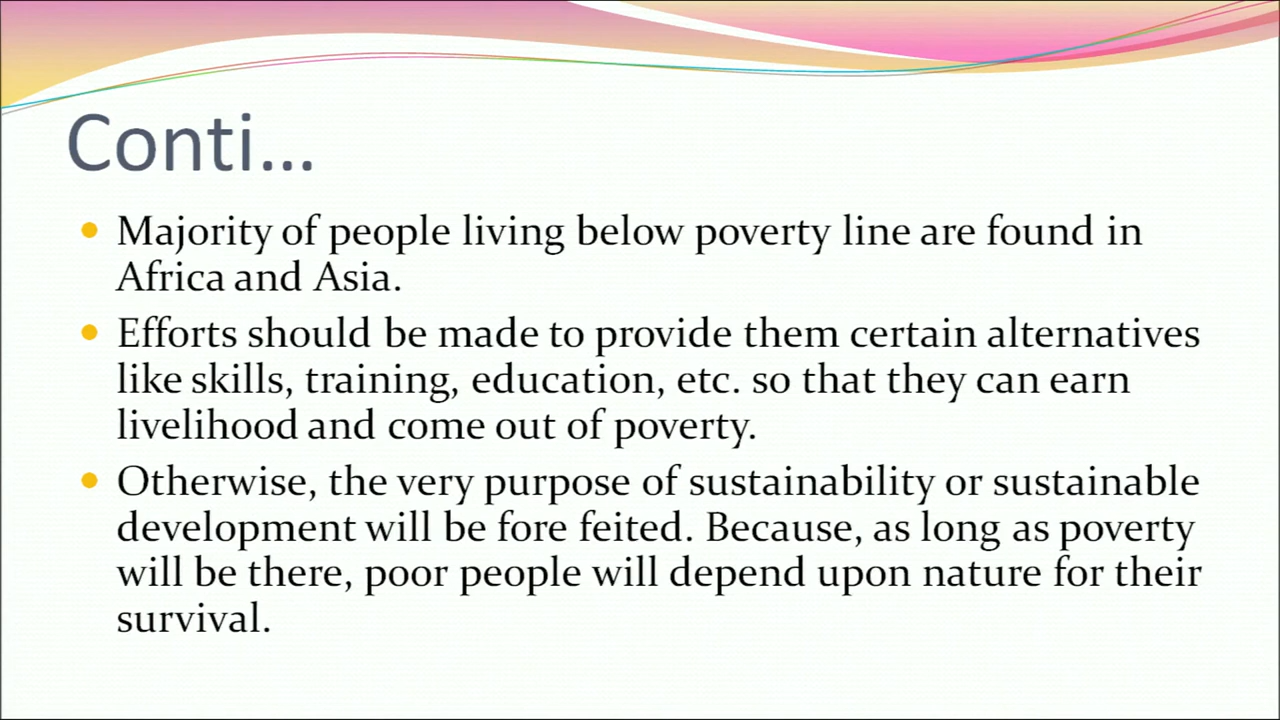 Conti...
• Majority of people living below poverty line are found in
Africa and Asia.
• Efforts should be made to provide them certain alternatives
like skills, training, education, etc. so that they can earn
livelihood and come out of poverty.
• Otherwise, the very purpose of sustainability or sustainable
development will be fore feited. Because, as long as poverty
will be there, poor people will depend upon nature for their
survival.